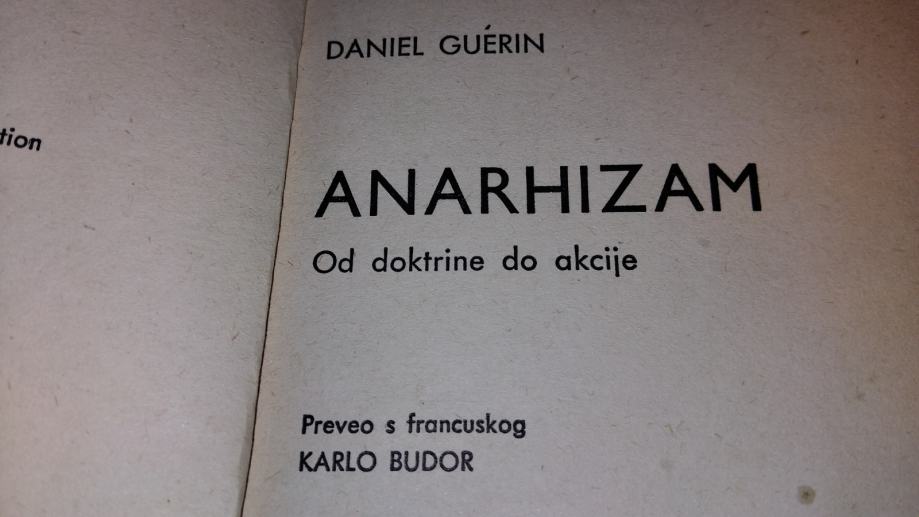 tion
DANIEL GUÉRIN
ANARHIZAM
Od doktrine do akcije
Preveo s francuskog
KARLO BUDOR